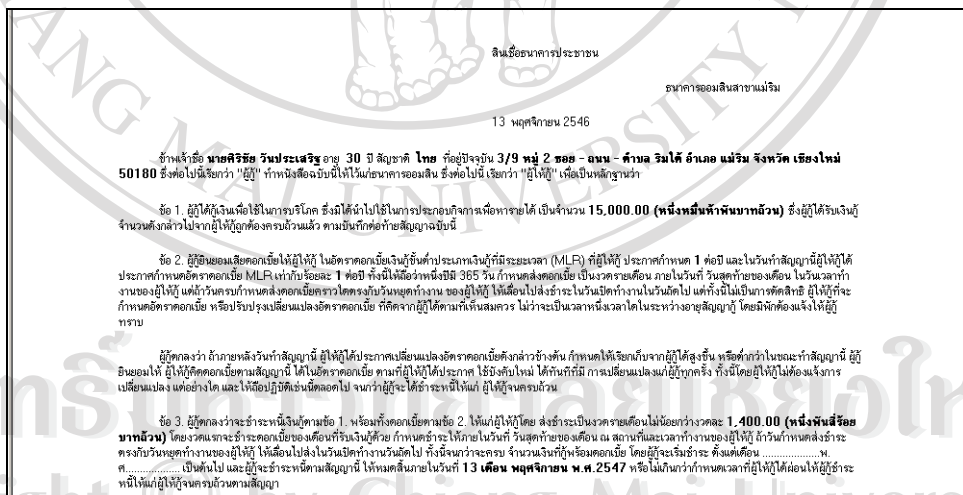 สินเชื่อธนาคารประชาชน
ธนาคารออมสินสาขาแม่ริม
13 พฤศจิกายน 2546
ข้าพเจ้าชื่อ นายศิริชัย วันประเสริฐ อายุ 30 ปี สัญชาติ ไทย ที่อยู่ปัจจุบัน 3/9 หมู่ 2 ซอย - ถนน - ตำบล ริมใต้ อำเภอ แม่ริม จังหวัด เชียงใหม่
50180 ซึ่งต่อไปนี้เรียกว่า "ผู้กู้" ทำหนังสือฉบับนี้ให้ไว้แก่ธนาคารออมสิน ซึ่งต่อไปนี้ เรียกว่า "ผู้ให้กู้" เพื่อเป็นหลักฐานว่า
ข้อ 1. ผู้กู้ได้กู้เงินเพื่อใช้ในการบริโภค ซึ่งมิได้นำไปใช้ในการประกอบกิจการเพื่อหารายได้ เป็นจำนวน 15,000.00 (หนึ่งหมื่นห้าพันบาทถ้วน) ซึ่งผู้กู้ได้รับเงินกู้
จำนวนดังกล่าวไปจากผู้ให้กู้ถูกต้องครบถ้วนแล้ว ตามบันทึกต่อท้ายสัญญาฉบับนี้
ข้อ 2. ผู้กู้ยินยอมเสียดอกเบี้ยให้ผู้ให้กู้ ในอัตราดอกเบี้ยเงินกู้ขั้นต่ำประเภทเงินกู้ที่มีระยะเวลา (MLR) ที่ผู้ให้กู้ ประกาศกำหนด 1 ต่อปี และในวันทำสัญญานี้ผู้ให้กู้ได้
ประกาศกำหนดอัตราดอกเบี้ย MLR เท่ากับร้อยละ 1 ต่อปี ทั้งนี้ให้ถือว่าหนึ่งปีมี 365 วัน กำหนดส่งดอกเบี้ย เป็นงวดรายเดือน ภายในวันที่ วันสุดท้ายของเดือน ในวันเวลาทำ
งานของผู้ให้กู้ แต่ถ้าวันครบกำหนดส่งดอกเบี้ยคราวใดตรงกับวันหยุดทำงาน ของผู้ให้กู้ ให้เลื่อนไปส่งชำระในวันเปิดทำงานในวันถัดไป แต่ทั้งนี้ไม่เป็นการตัดสิทธิ ผู้ให้กู้ที่จะ
กำหนดอัตราดอกเบี้ย หรือปรับปรุงเปลี่ยนแปลงอัตราดอกเบี้ย ที่คิดจากผู้กู้ได้ตามที่เห็นสมควร ไม่ว่าจะเป็นเวลาหนึ่งเวลาใดในระหว่างอายุสัญญากู้ โดยมิพักต้องแจ้งให้ผู้กู้
ทราบ
ผู้กู้ตกลงว่า ถ้าภายหลังวันทำสัญญานี้ ผู้ให้กู้ได้ประกาศเปลี่ยนแปลงอัตราดอกเบี้ยดังกล่าวข้างต้น กำหนดให้เรียกเก็บจากผู้กู้ได้สูงขึ้น หรือต่ำกว่าในขณะทำสัญญานี้ ผู้กู้
ยินยอมให้ ผู้ให้กู้คิดดอกเบี้ยตามสัญญานี้ ได้ในอัตราดอกเบี้ย ตามที่ผู้ให้กู้ได้ประกาศ ใช้บังคับใหม่ ได้ทันทีที่มี การเปลี่ยนแปลงแก่ผู้กู้ทุกครั้ง ทั้งนี้โดยผู้ให้กู้ไม่ต้องแจ้งการ
เปลี่ยนแปลง แต่อย่างใด และให้ถือปฏิบัติเช่นนี้ตลอดไป จนกว่าผู้กู้จะได้ชำระหนี้ให้แก่ ผู้ให้กู้จนครบถ้วน
ข้อ 3. ผู้กู้ตกลงว่าจะชำระหนี้เงินกู้ตามข้อ 1. พร้อมทั้งดอกเบี้ยตามข้อ 2. ให้แก่ผู้ให้กู้โดย ส่งชำระเป็นงวดรายเดือนไม่น้อยกว่างวดละ 1,400.00 (หนึ่งพันสี่ร้อย
บาทถ้วน) โดยงวดแรกจะชำระดอกเบี้ยของเดือนที่รับเงินกู้ด้วย กำหนดชำระให้ภายในวันที่ วันสุดท้ายของเดือน ณ สถานที่และเวลาทำงานของผู้ให้กู้ ถ้าวันกำหนดส่งชำระ
ตรงกับวันหยุดทำงานของผู้ให้กู้ ให้เลื่อนไปส่งในวันเปิดทำงานวันถัดไป ทั้งนี้จนกว่าจะครบ จำนวนเงินกู้ที่พร้อมดอกเบี้ย โดยผู้กู้จะเริ่มชำระ ตั้งแต่เดือน ....................พ.
ศ.................. เป็นต้นไป และผู้กู้จะชำระหนี้ตามสัญญานี้ ให้หมดสิ้นภายในวันที่ 13 เดือน พฤศจิกายน พ.ศ.2547 หรือไม่เกินกว่ากำหนดเวลาที่ผู้ให้กู้ได้ผ่อนให้ผู้กู้ชำระ
หนี้ให้แก่ผู้ให้กู้จนครบถ้วนตามสัญญา